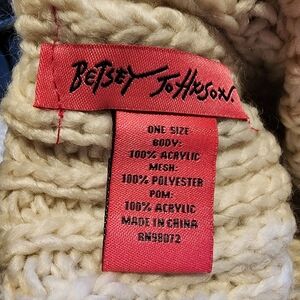 BETSEY JOHNSON.
ONE SIZE
BODY:
100% ACRYLIC
MESH:
100% POLYESTER
POM:
100% ACRYLIC
MADE IN CHINA
RN98072